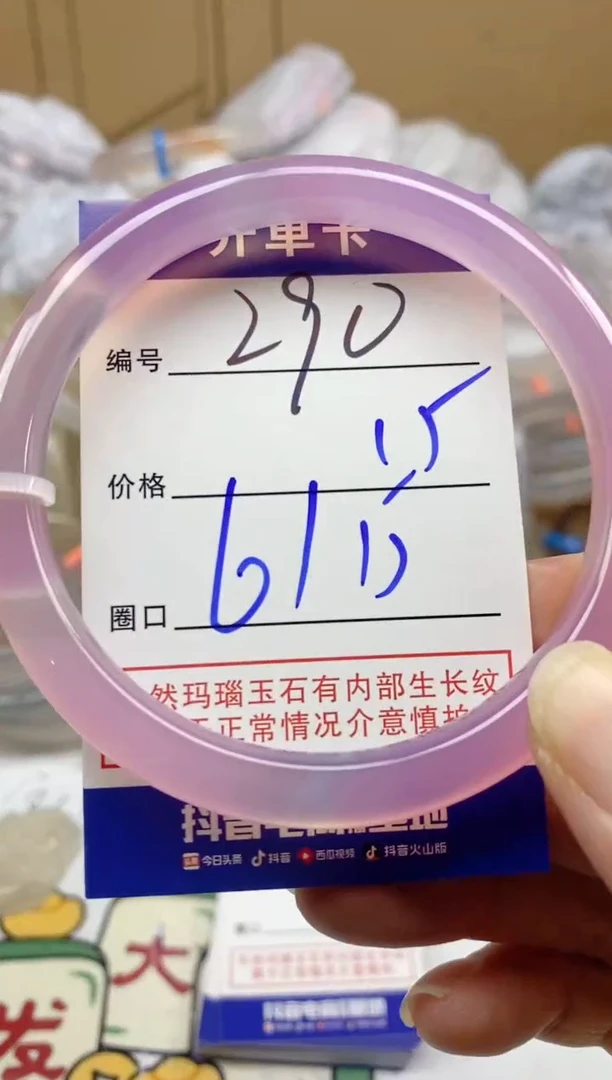 开单卡
编号 290
15
价格
圈口 61
然玛瑙玉石有内部生长纹
正常情况介意慎拍
抖音电商
基地
今日头条 抖音 西瓜视频 抖音火山版
大
发